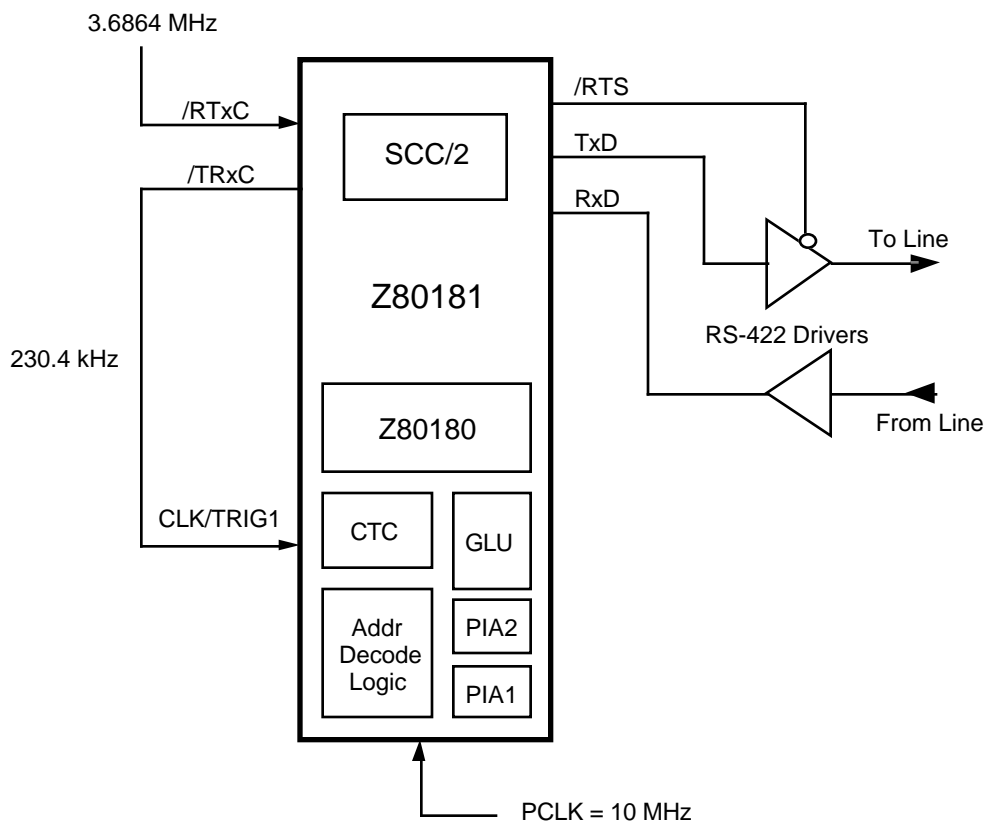 3.6864 MHz
/RTxC
/TRxC
230.4 kHz
CLK/TRIG1
SCC/2
Z80181
Z80180
CTC
GLU
Addr
Decode
Logic
PIA2
PIA1
/RTS
TxD
RxD
To Line
RS-422 Drivers
From Line
PCLK = 10 MHz